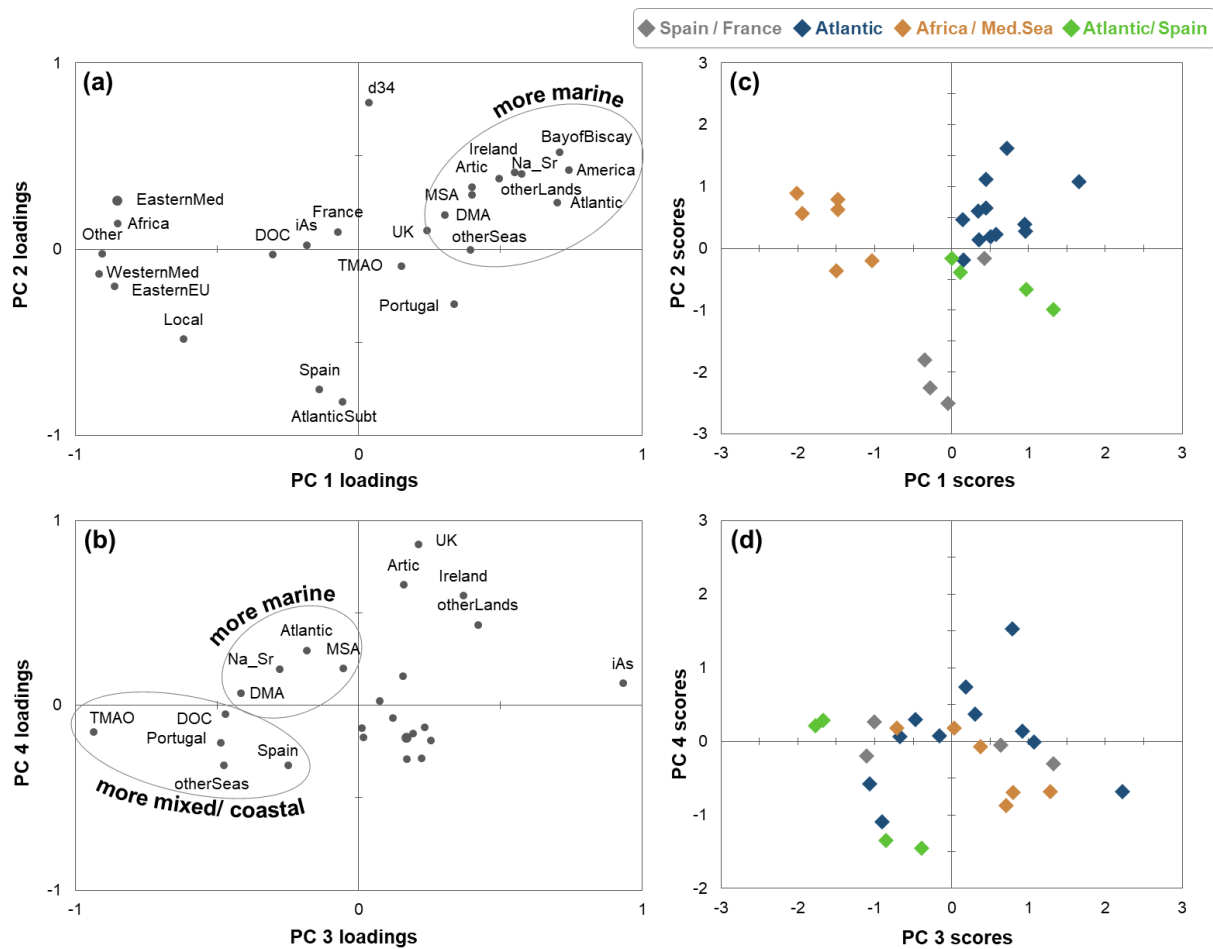 Spain / France Atlantic Africa / Med.Sea Atlantic/ Spain
(a)
1
0
-1
-1
0
1
PC 2 loadings
PC 1 loadings
d34
more marine
BayofBiscay
Ireland
Na_Sr
Artic
America
otherLands
MSA
Atlantic
DMA
UK
otherSeas
EasternMed
Africa
France
Other
iAs
DOC
TMAO
WesternMed
EasternEU
Portugal
Local
Spain
AtlanticSubt
(c)
3
2
1
0
-1
-2
-3
-3
-2
-1
0
1
2
3
PC 2 scores
PC 1 scores
(b)
1
0
-1
-1
0
1
PC 4 loadings
PC 3 loadings
UK
Artic
Ireland
otherLands
more marine
Atlantic
MSA
Na_Sr
DMA
iAs
TMAO
DOC
Portugal
Spain
otherSeas
more mixed/ coastal
(d)
3
2
1
0
-1
-2
-3
-2
-1
0
1
2
3
PC 4 scores
PC 3 scores